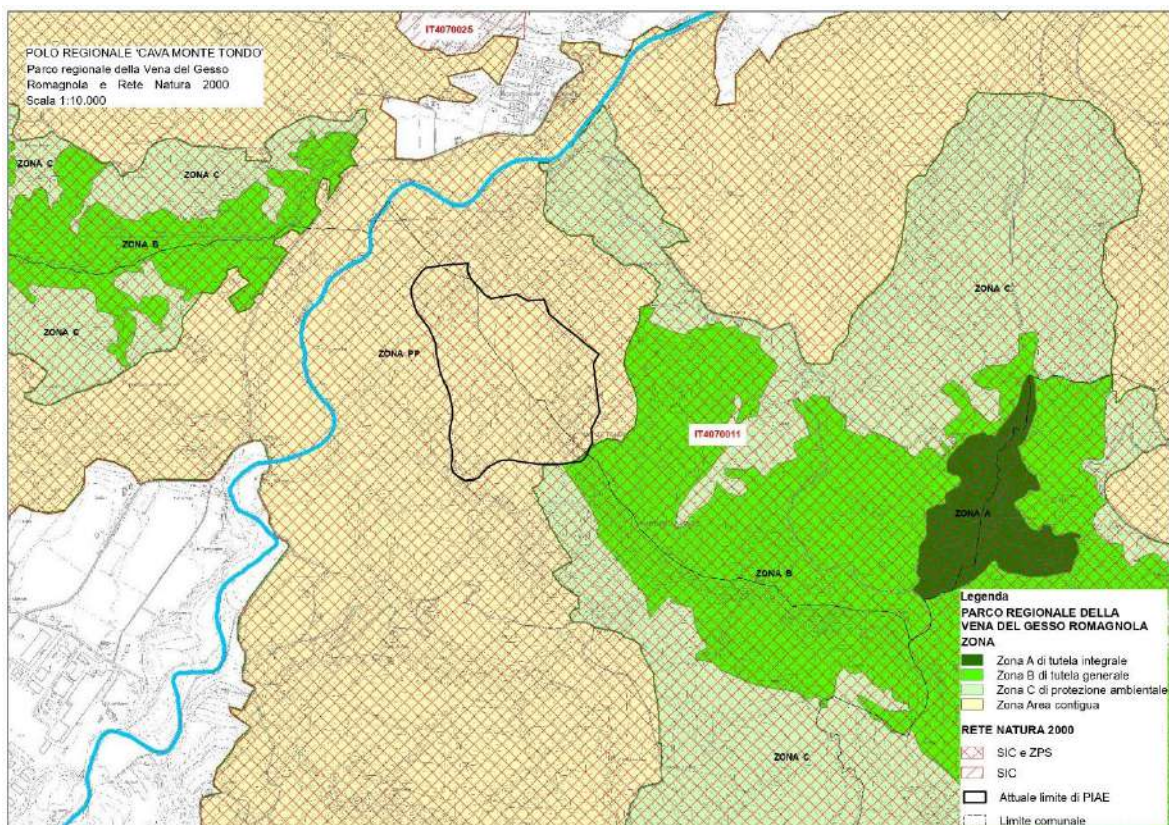 IT4070025
POLO REGIONALE 'CAVA MONTE TONDO'
Parco regionale della Vena del Gesso
Romagnola e Rete Natura 2000
Scala 1:10.000
ZONA C
ZONA C
ZONA B
ZONA C
ZONA C
ZONA PP
IT4070011
ZONA A
ZONA B
ZONA C
Legenda
PARCO REGIONALE DELLA
VENA DEL GESSO ROMAGNOLA
ZONA
Zona A di tutela integrale
Zona B di tutela generale
Zona C di protezione ambientale
Zona Area contigua
RETE NATURA 2000
SIC e ZPS
SIC
Attuale limite di PIAE
Limite comunale